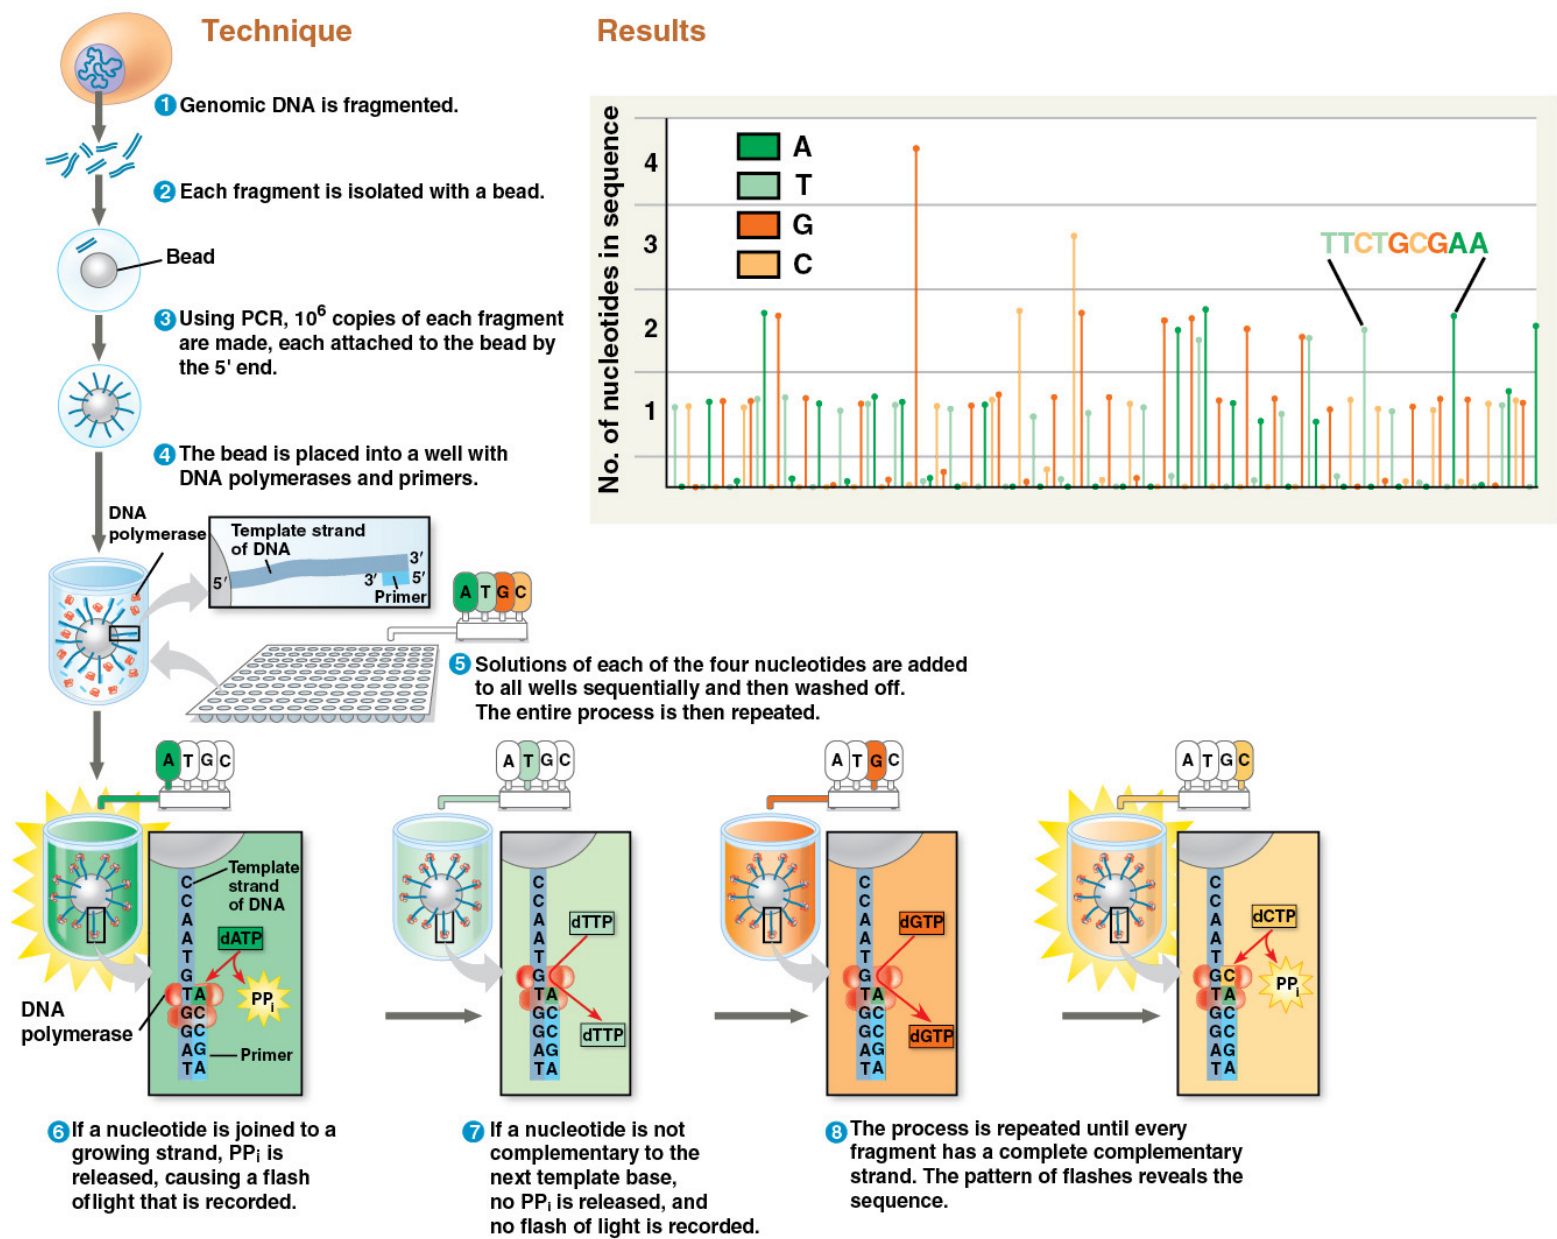 Technique
1 Genomic DNA is fragmented.
2 Each fragment is isolated with a bead.
Bead
3 Using PCR, 10⁶ copies of each fragment
are made, each attached to the bead by
the 5' end.
4 The bead is placed into a well with
DNA polymerases and primers.
DNA
polymerase
Template strand
of DNA
3′
5′
3′
5′
Primer
A T G C
5 Solutions of each of the four nucleotides are added
to all wells sequentially and then washed off.
The entire process is then repeated.
Results
No. of nucleotides in sequence
4
3
2
1
A
T
G
C
TTCTGCGAA
A T G C
Template
strand
of DNA
C
C
A
A
T
G
T A
G C
G C
A G
T A
dATP
PPi
DNA
polymerase
Primer
6 If a nucleotide is joined to a
growing strand, PPi is
released, causing a flash
oflight that is recorded.
A T G C
C
C
A
A
T
G
T A
G C
G C
A G
T A
dTTP
dTTP
7 If a nucleotide is not
complementary to the
next template base,
no PPi is released, and
no flash of light is recorded.
A T G C
C
C
A
A
T
G
T A
G C
G C
A G
T A
dGTP
dGTP
A T G C
C
C
A
A
T
G C
T A
G C
G C
A G
T A
dCTP
PPi
8 The process is repeated until every
fragment has a complete complementary
strand. The pattern of flashes reveals the
sequence.